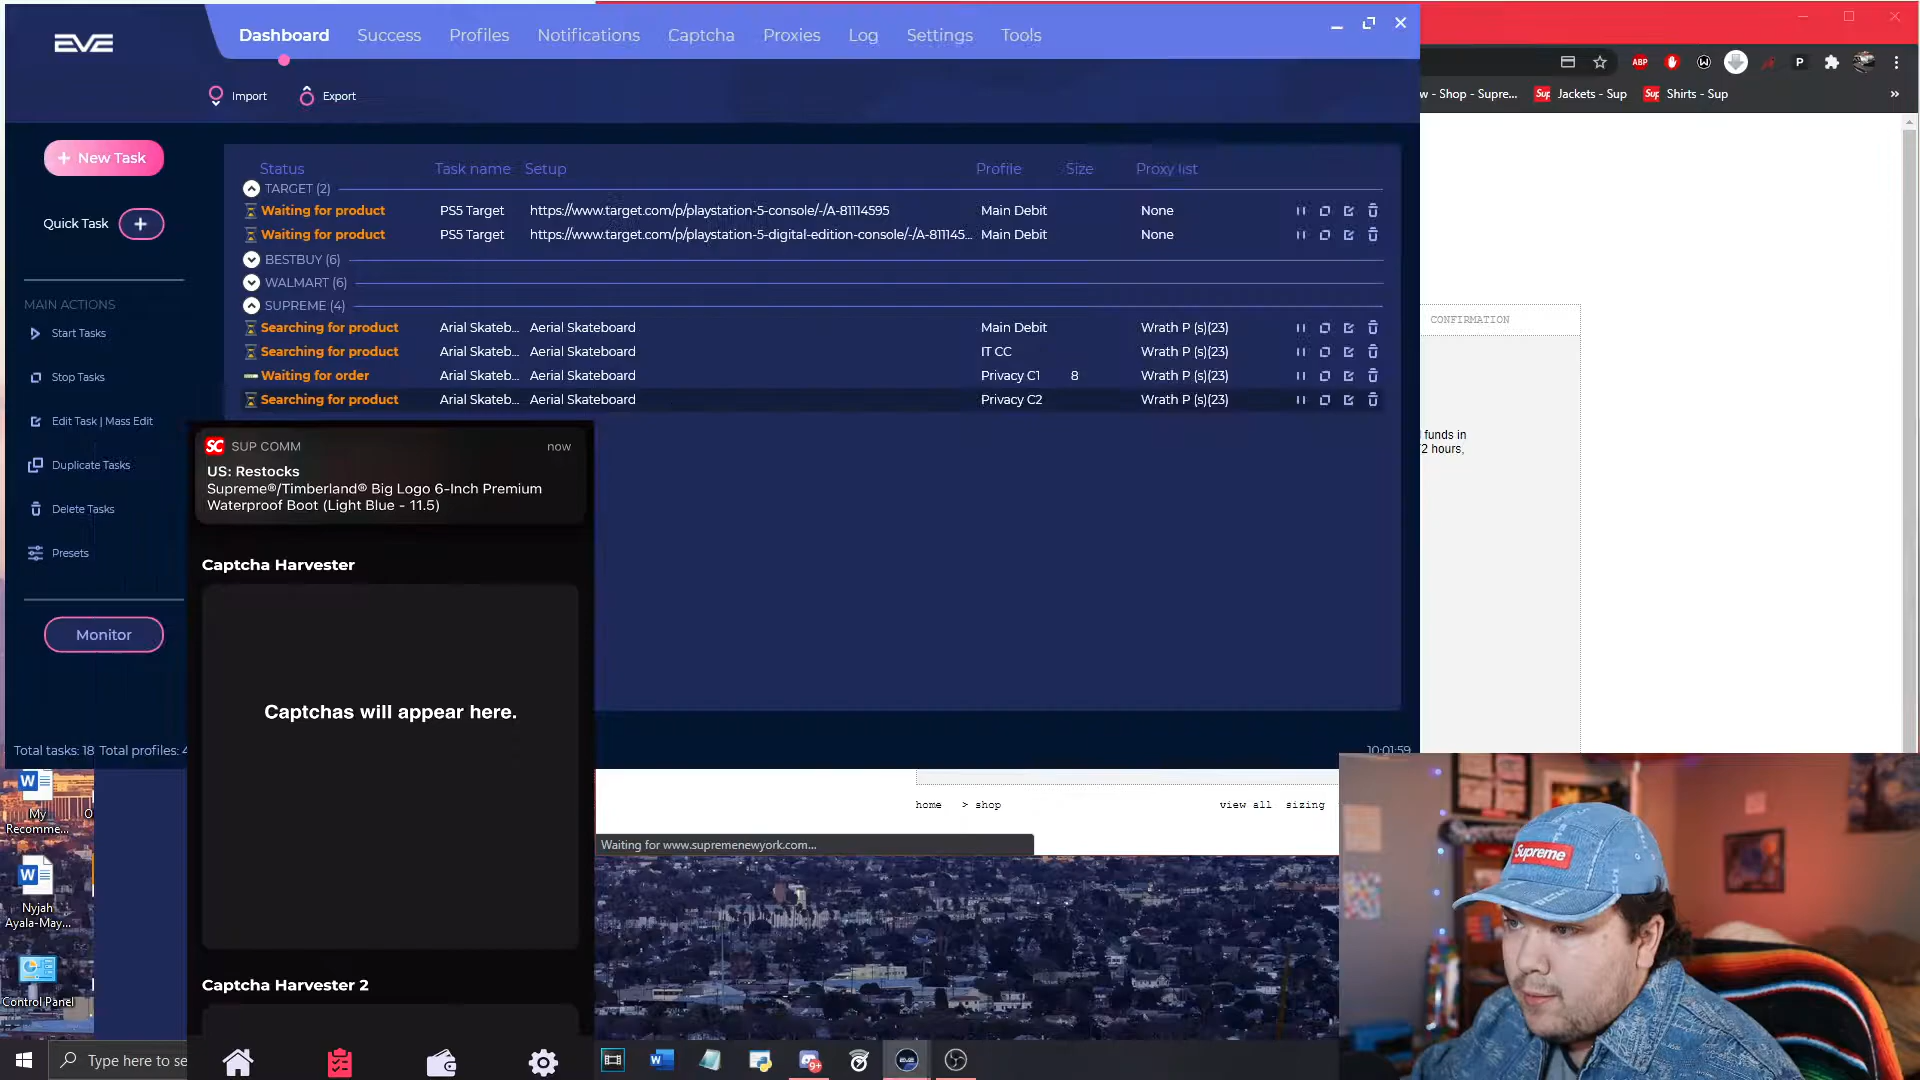 EVE
Dashboard Success Profiles Notifications Captcha Proxies Log Settings Tools
Import Export
ABP
P
w - Shop - Supre... Sup Jackets - Sup Sup Shirts - Sup »
+ New Task
Quick Task +
MAIN ACTIONS
Start Tasks
Stop Tasks
Edit Task | Mass Edit
Duplicate Tasks
Delete Tasks
Presets
Monitor
Total tasks: 18 Total profiles: 4
Status Task name Setup Profile Size Proxy list
TARGET (2)
Waiting for product PS5 Target https://www.target.com/p/playstation-5-console/-/A-81114595 Main Debit None
Waiting for product PS5 Target https://www.target.com/p/playstation-5-digital-edition-console/-/A-811145... Main Debit None
BESTBUY (6)
WALMART (6)
SUPREME (4)
Searching for product Arial Skateb... Aerial Skateboard Main Debit Wrath P (s)(23)
Searching for product Arial Skateb... Aerial Skateboard IT CC Wrath P (s)(23)
Waiting for order Arial Skateb... Aerial Skateboard Privacy C1 8 Wrath P (s)(23)
Searching for product Arial Skateb... Aerial Skateboard Privacy C2 Wrath P (s)(23)
10:01:59
CONFIRMATION
funds in
2 hours,
SC SUP COMM now
US: Restocks
Supreme®/Timberland® Big Logo 6-Inch Premium
Waterproof Boot (Light Blue - 11.5)
Captcha Harvester
Captchas will appear here.
Captcha Harvester 2
home > shop view all sizing
Waiting for www.supremenewyork.com...
My
Recomme...
O
Nyjah
Ayala-May...
Control Panel
Type here to se
9+
Supreme